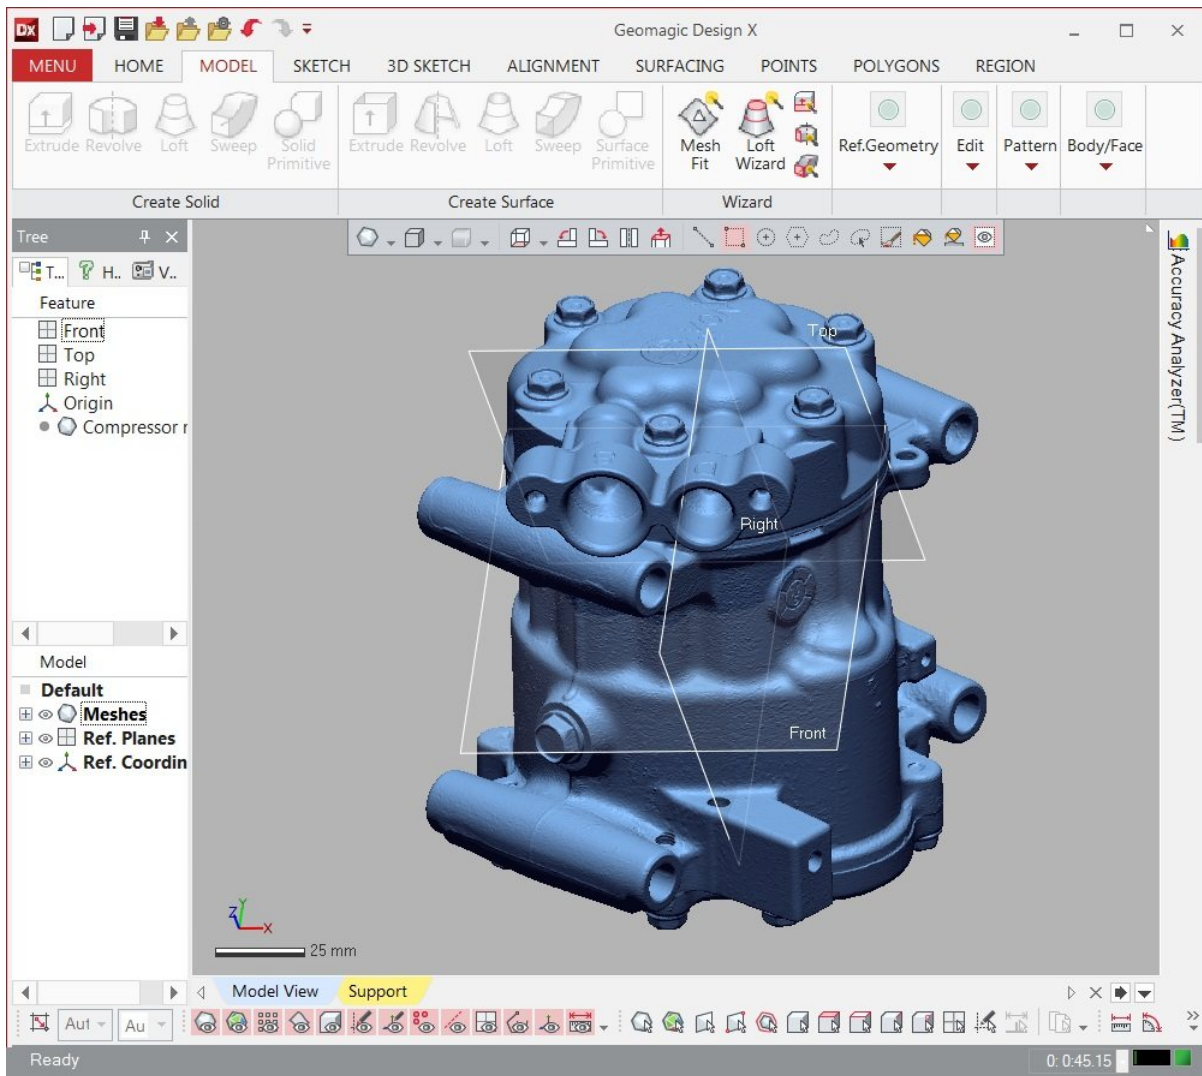 Geomagic Design X
MENU HOME MODEL SKETCH 3D SKETCH ALIGNMENT SURFACING POINTS POLYGONS REGION
Extrude Revolve Loft Sweep Solid Primitive Extrude Revolve Loft Sweep Surface Primitive Mesh Fit Loft Wizard Ref.Geometry Edit Pattern Body/Face
Create Solid Create Surface Wizard
Tree
T... H.. V..
Feature
Front
Top
Right
Origin
Compressor r
Model
Default
Meshes
Ref. Planes
Ref. Coordin
Top
Right
Front
Z Y X
25 mm
Accuracy Analyzer(TM)
Model View Support
Aut Au
Ready 0: 0:45.15